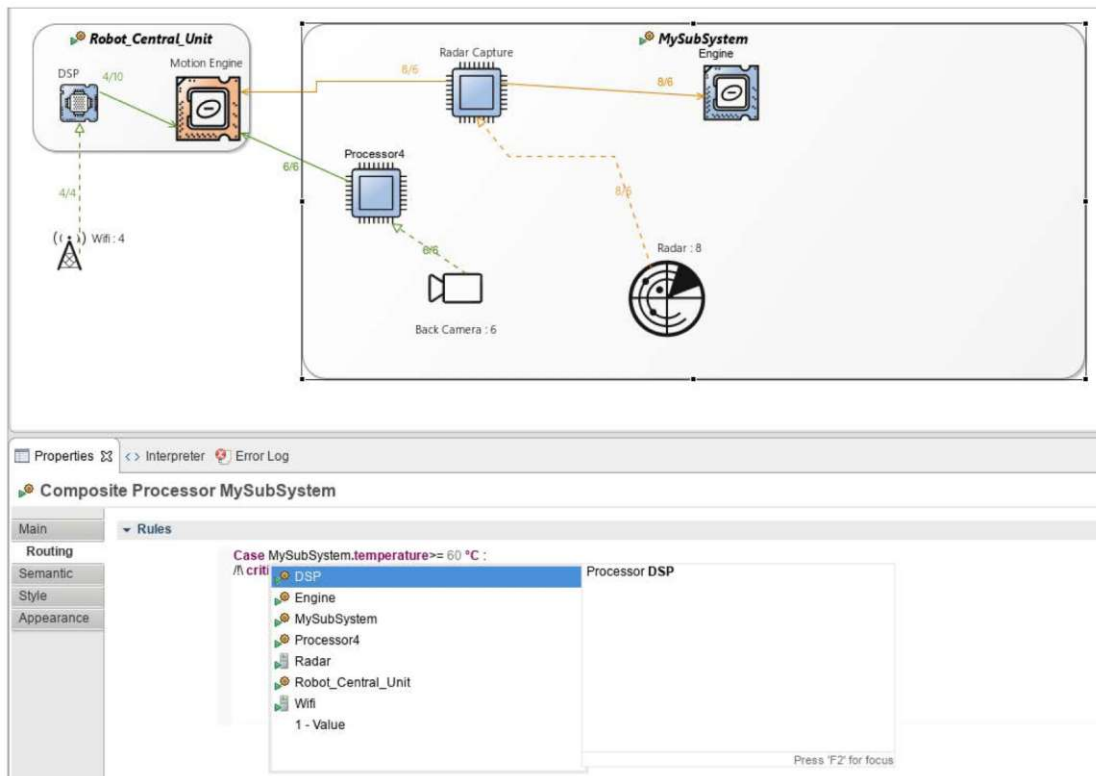 Robot_Central_Unit
MySubSystem
DSP
4/10
Motion Engine
8/6
Radar Capture
8/6
Engine
Processor4
6/6
4/4
8/6
Wifi : 4
6/6
Radar : 8
Back Camera : 6
Properties
Interpreter
Error Log
Composite Processor MySubSystem
Main
Rules
Routing
Semantic
Style
Appearance
Case MySubSystem.temperature>= 60 °C :
/!\ criti
DSP
Engine
MySubSystem
Processor4
Radar
Robot_Central_Unit
Wifi
1 - Value
Processor DSP
Press 'F2' for focus